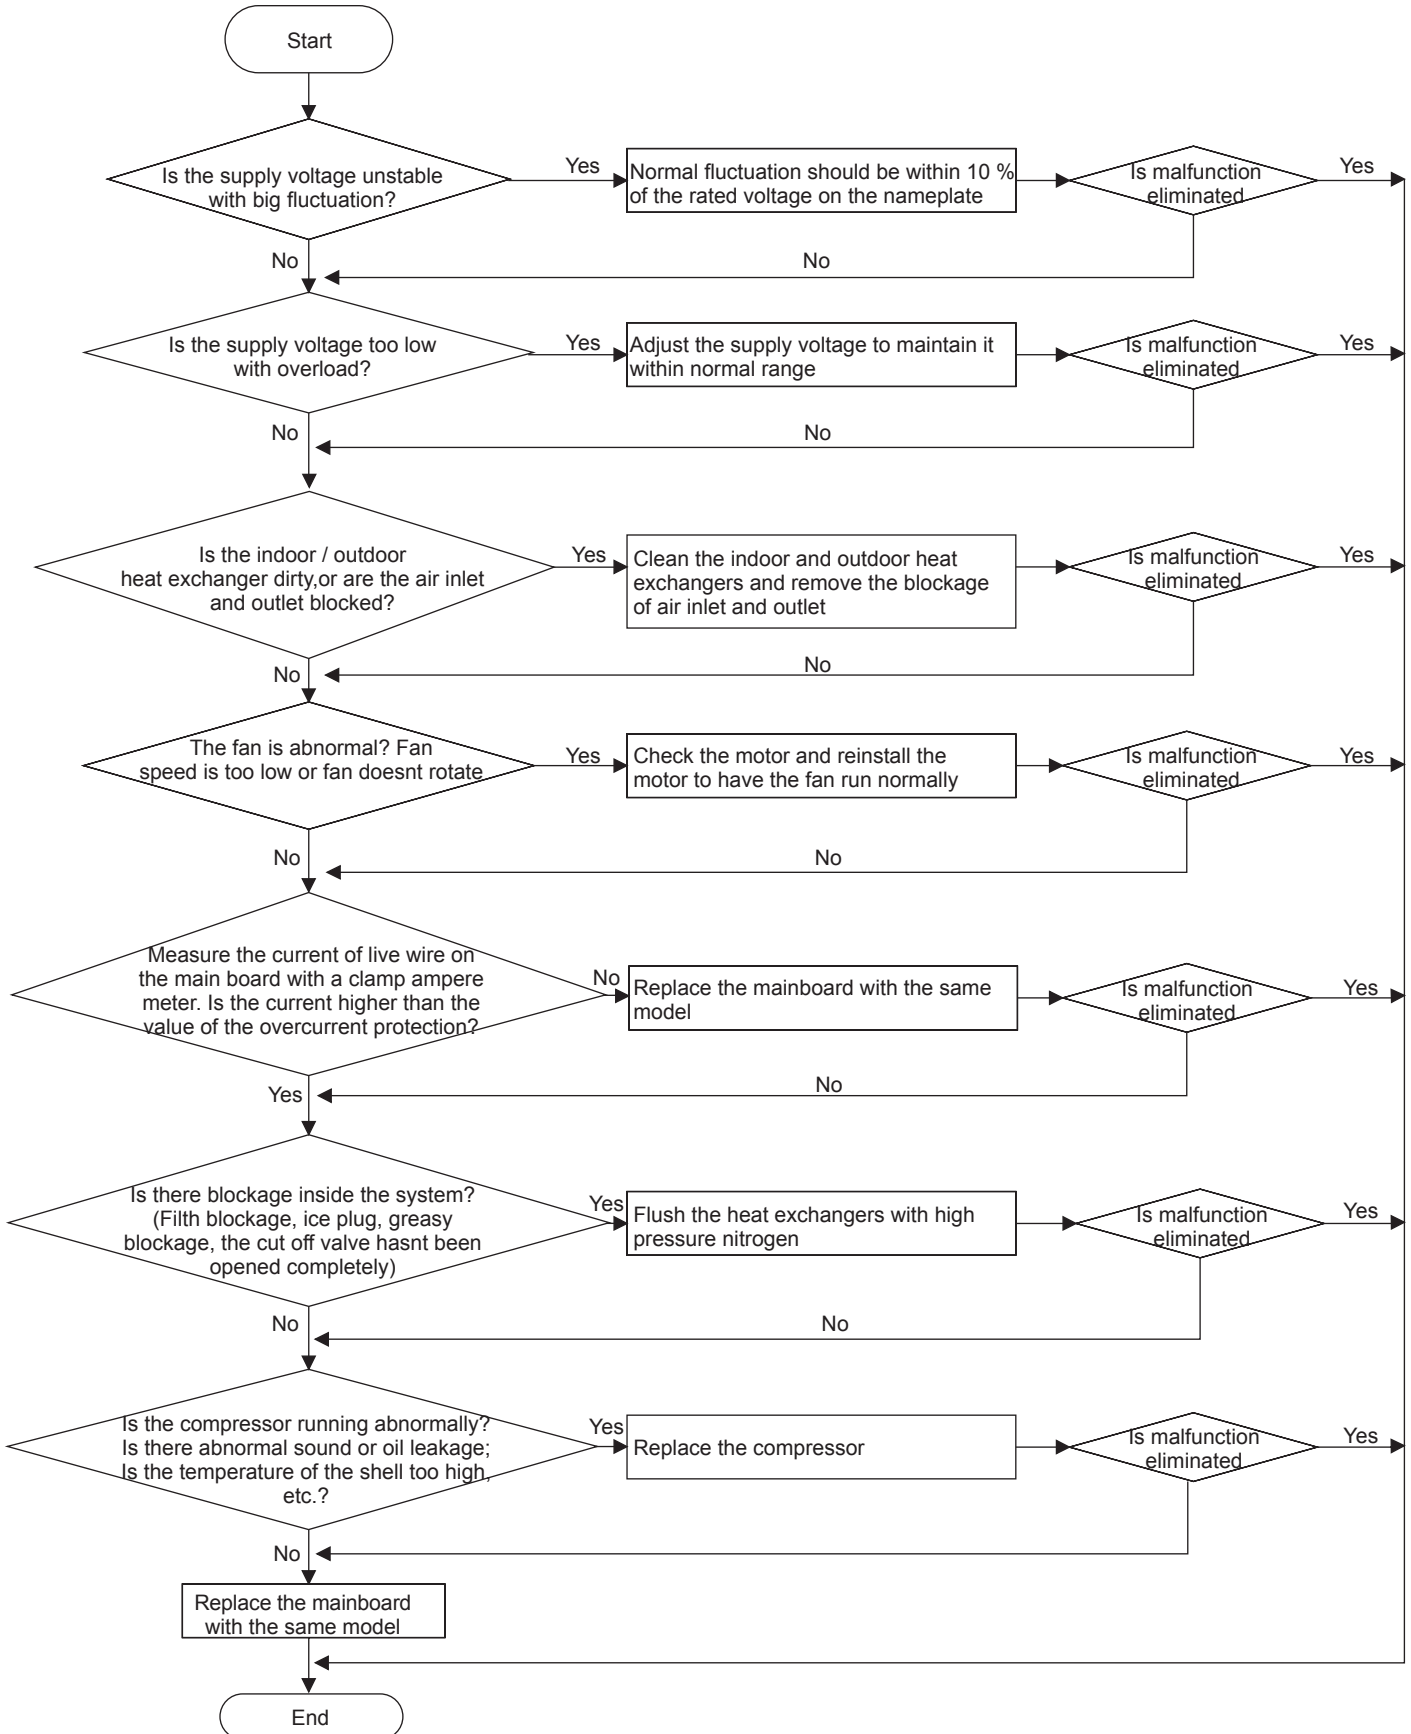 Start
Is the supply voltage unstable
with big fluctuation?
Yes
Normal fluctuation should be within 10 %
of the rated voltage on the nameplate
Is malfunction
eliminated
Yes
No
No
Is the supply voltage too low
with overload?
Yes
Adjust the supply voltage to maintain it
within normal range
Is malfunction
eliminated
Yes
No
No
Is the indoor / outdoor
heat exchanger dirty,or are the air inlet
and outlet blocked?
Yes
Clean the indoor and outdoor heat
exchangers and remove the blockage
of air inlet and outlet
Is malfunction
eliminated
Yes
No
No
The fan is abnormal? Fan
speed is too low or fan doesnt rotate
Yes
Check the motor and reinstall the
motor to have the fan run normally
Is malfunction
eliminated
Yes
No
No
Measure the current of live wire on
the main board with a clamp ampere
meter. Is the current higher than the
value of the overcurrent protection?
No
Replace the mainboard with the same
model
Is malfunction
eliminated
Yes
Yes
No
Is there blockage inside the system?
(Filth blockage, ice plug, greasy
blockage, the cut off valve hasnt been
opened completely)
Yes
Flush the heat exchangers with high
pressure nitrogen
Is malfunction
eliminated
Yes
No
No
Is the compressor running abnormally?
Is there abnormal sound or oil leakage;
Is the temperature of the shell too high,
etc.?
Yes
Replace the compressor
Is malfunction
eliminated
Yes
No
Replace the mainboard
with the same model
End